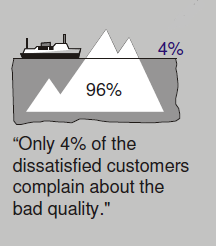 4%
96%
“Only 4% of the
dissatisfied customers
complain about the
bad quality."